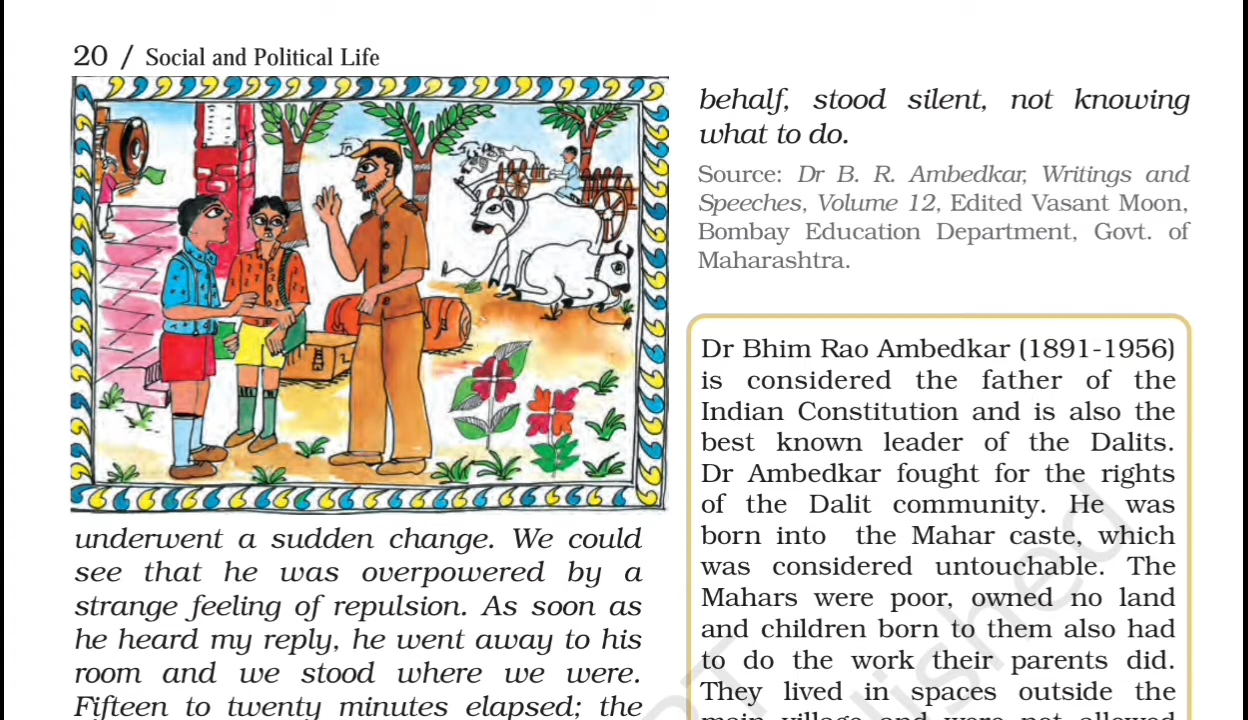 20 / Social and Political Life
underwent a sudden change. We could
see that he was overpowered by a
strange feeling of repulsion. As soon as
he heard my reply, he went away to his
room and we stood where we were.
Fifteen to twenty minutes elapsed; the
behalf, stood silent, not knowing
what to do.
Source: Dr B. R. Ambedkar, Writings and
Speeches, Volume 12, Edited Vasant Moon,
Bombay Education Department, Govt. of
Maharashtra.
Dr Bhim Rao Ambedkar (1891-1956)
is considered the father of the
Indian Constitution and is also the
best known leader of the Dalits.
Dr Ambedkar fought for the rights
of the Dalit community. He was
born into the Mahar caste, which
was considered untouchable. The
Mahars were poor, owned no land
and children born to them also had
to do the work their parents did.
They lived in spaces outside the
main village and were not allowed